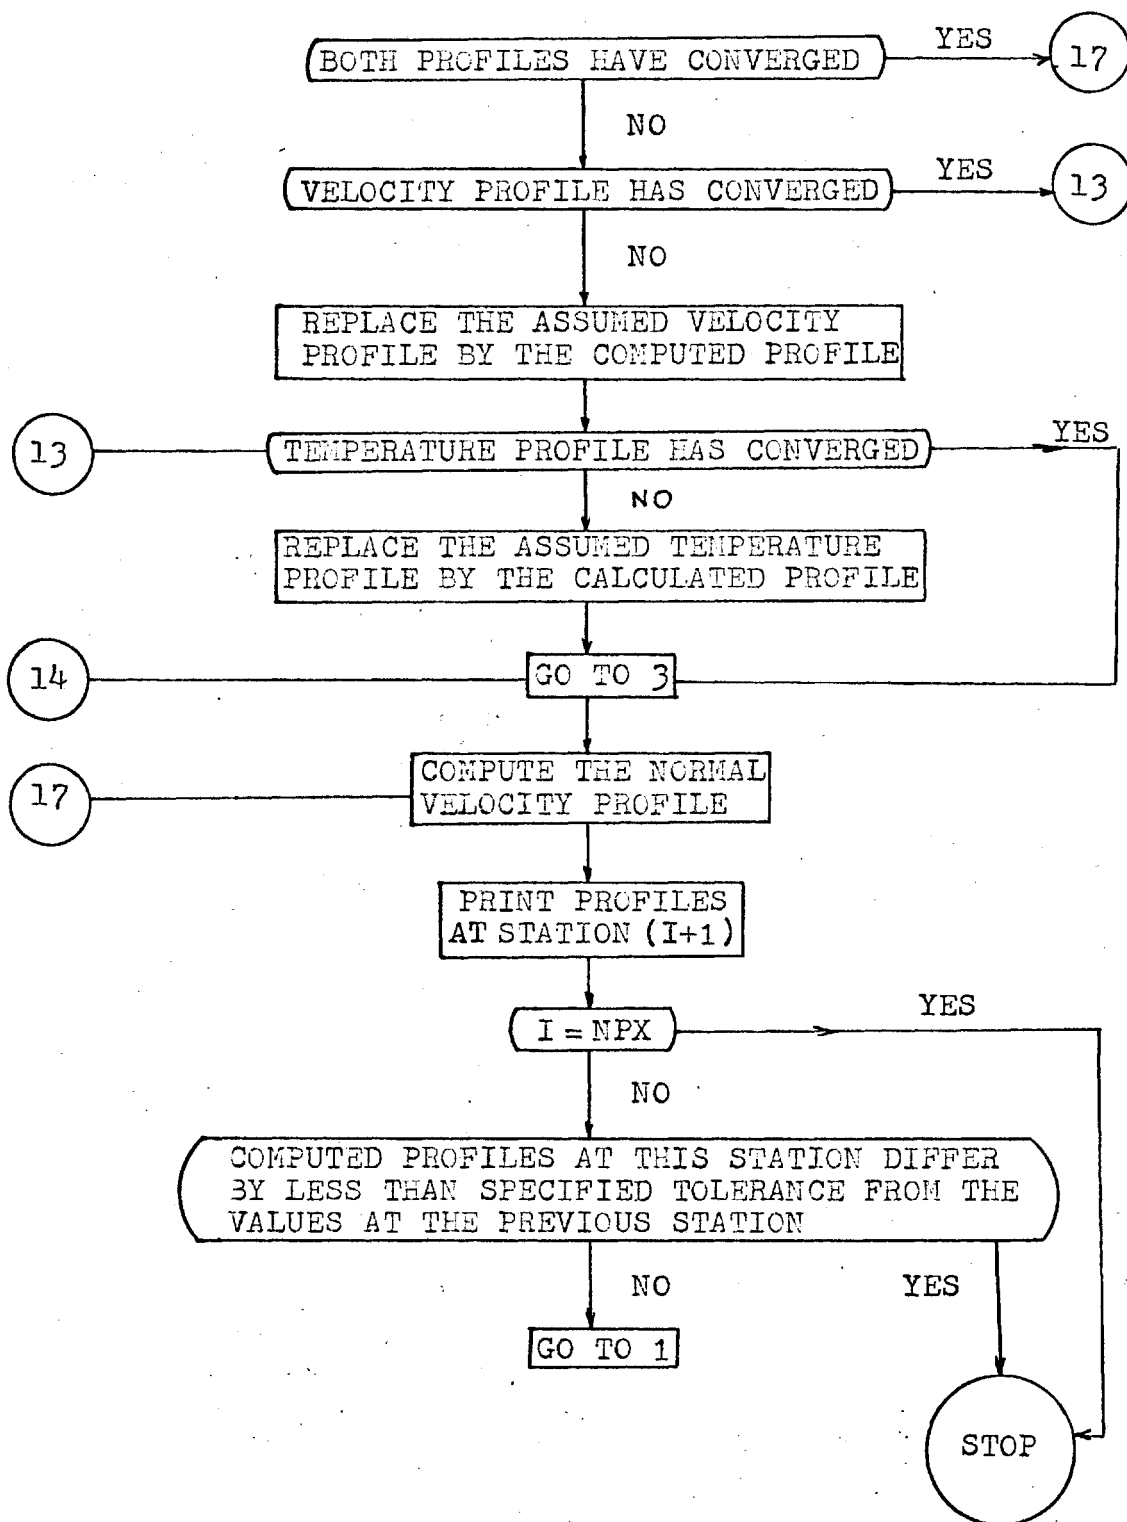 BOTH PROFILES HAVE CONVERGED
YES
17
NO
VELOCITY PROFILE HAS CONVERGED
YES
13
NO
REPLACE THE ASSUMED VELOCITY
PROFILE BY THE COMPUTED PROFILE
13
TEMPERATURE PROFILE HAS CONVERGED
YES
NO
REPLACE THE ASSUMED TEMPERATURE
PROFILE BY THE CALCULATED PROFILE
14
GO TO 3
17
COMPUTE THE NORMAL
VELOCITY PROFILE
PRINT PROFILES
AT STATION (I+1)
I = NPX
YES
NO
COMPUTED PROFILES AT THIS STATION DIFFER
BY LESS THAN SPECIFIED TOLERANCE FROM THE
VALUES AT THE PREVIOUS STATION
NO
YES
GO TO 1
STOP